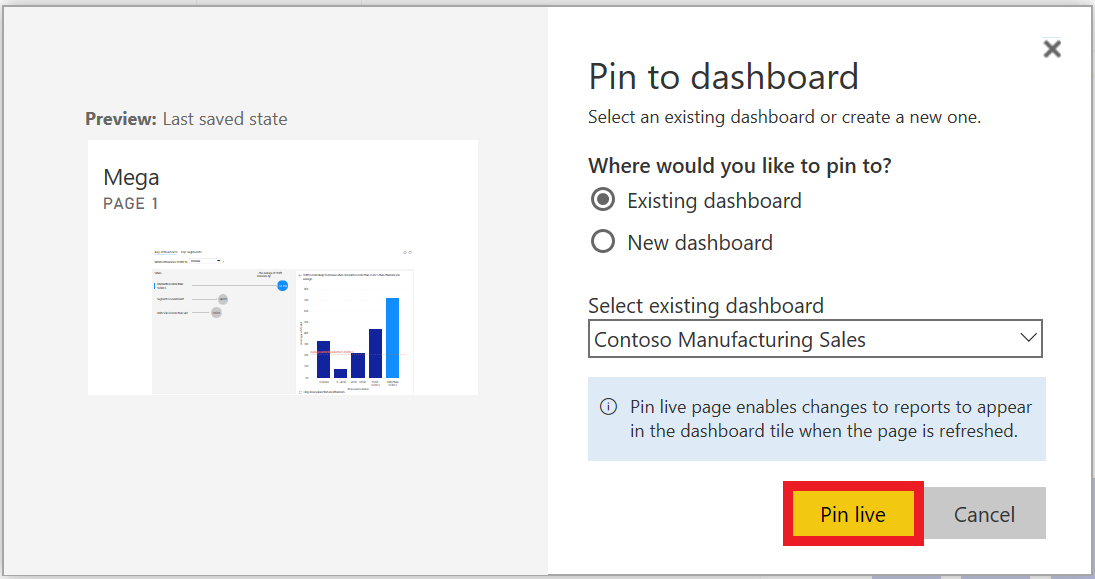 Preview: Last saved state
Mega
PAGE 1
Pin to dashboard
Select an existing dashboard or create a new one.
Where would you like to pin to?
Existing dashboard
New dashboard
Select existing dashboard
Contoso Manufacturing Sales
Pin live page enables changes to reports to appear
in the dashboard tile when the page is refreshed.
Pin live
Cancel